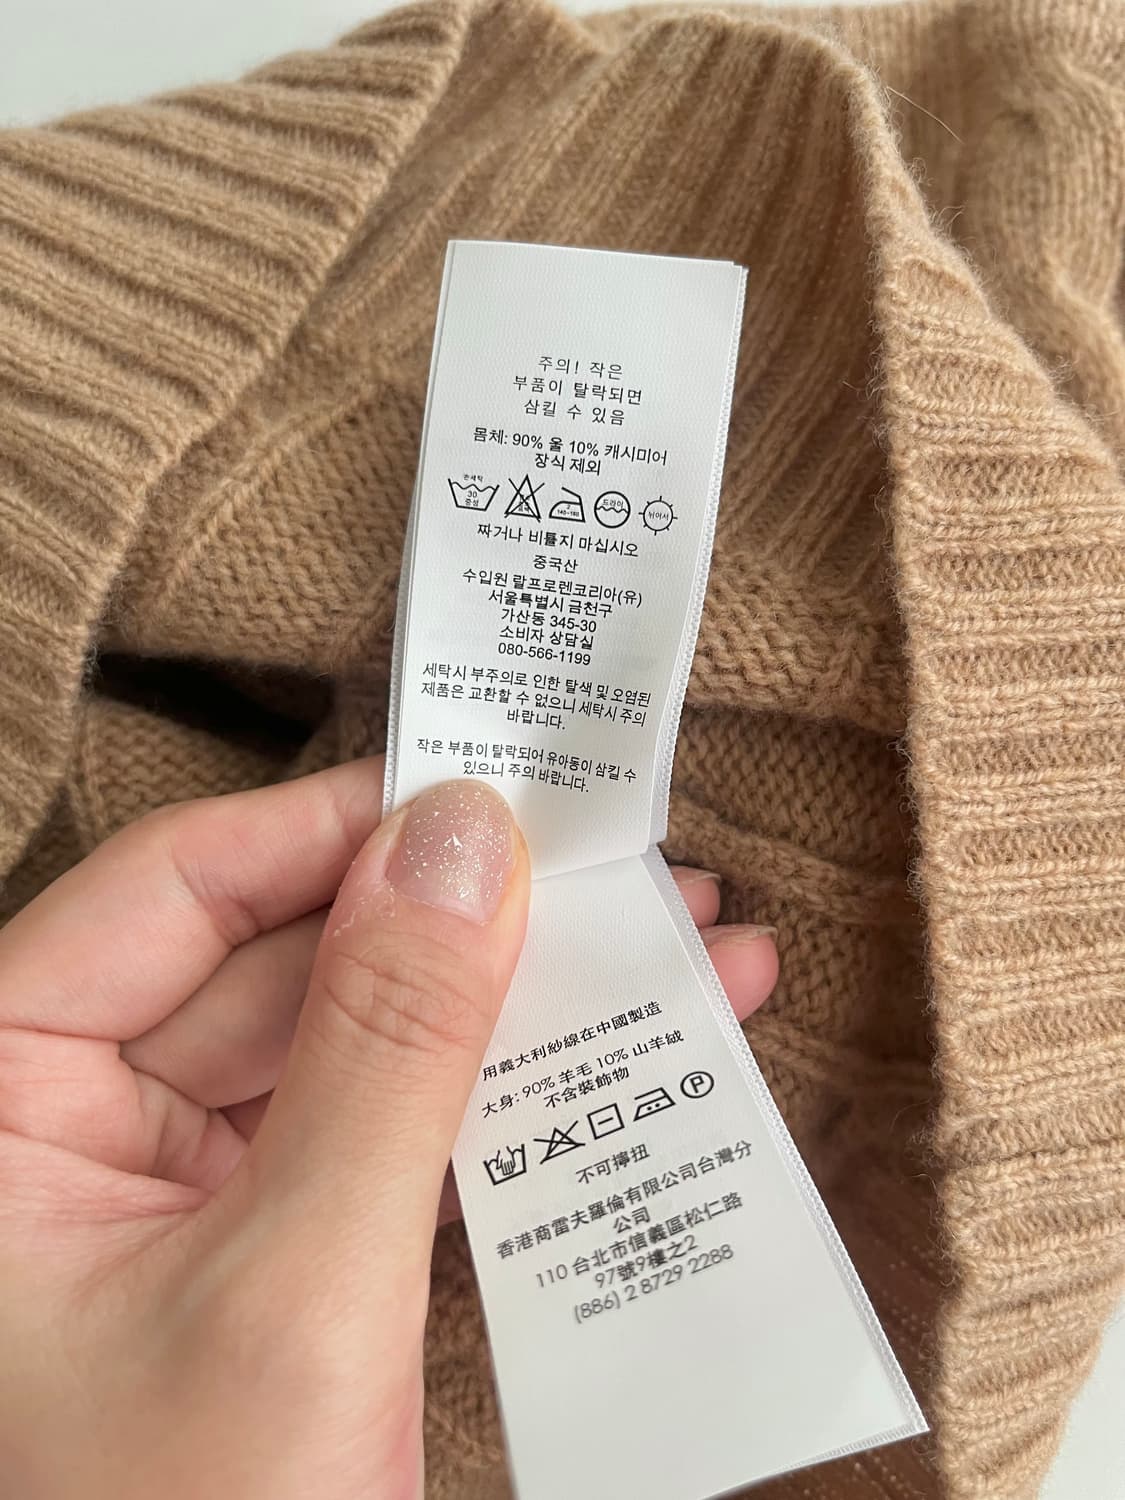 주의! 작은
부품이 탈락되면
삼킬 수 있음
몸체: 90% 울 10% 캐시미어
장식 제외
손세탁
30
중성
140~160
드라이
뉘어서
짜거나 비틀지 마십시오
중국산
수입원 랄프로렌코리아(유)
서울특별시 금천구
가산동 345-30
소비자 상담실
080-566-1199
세탁시 부주의로 인한 탈색 및 오염된
제품은 교환할 수 없으니 세탁시 주의
바랍니다.
작은 부품이 탈락되어 유아동이 삼킬 수
있으니 주의 바랍니다.
用義大利紗線在中國製造
大身: 90% 羊毛 10% 山羊絨
不含裝飾物
P
不可擰扭
香港商雷夫羅倫有限公司台灣分
公司
110 台北市信義區松仁路
97號9樓之2
(886) 2 8729 2288